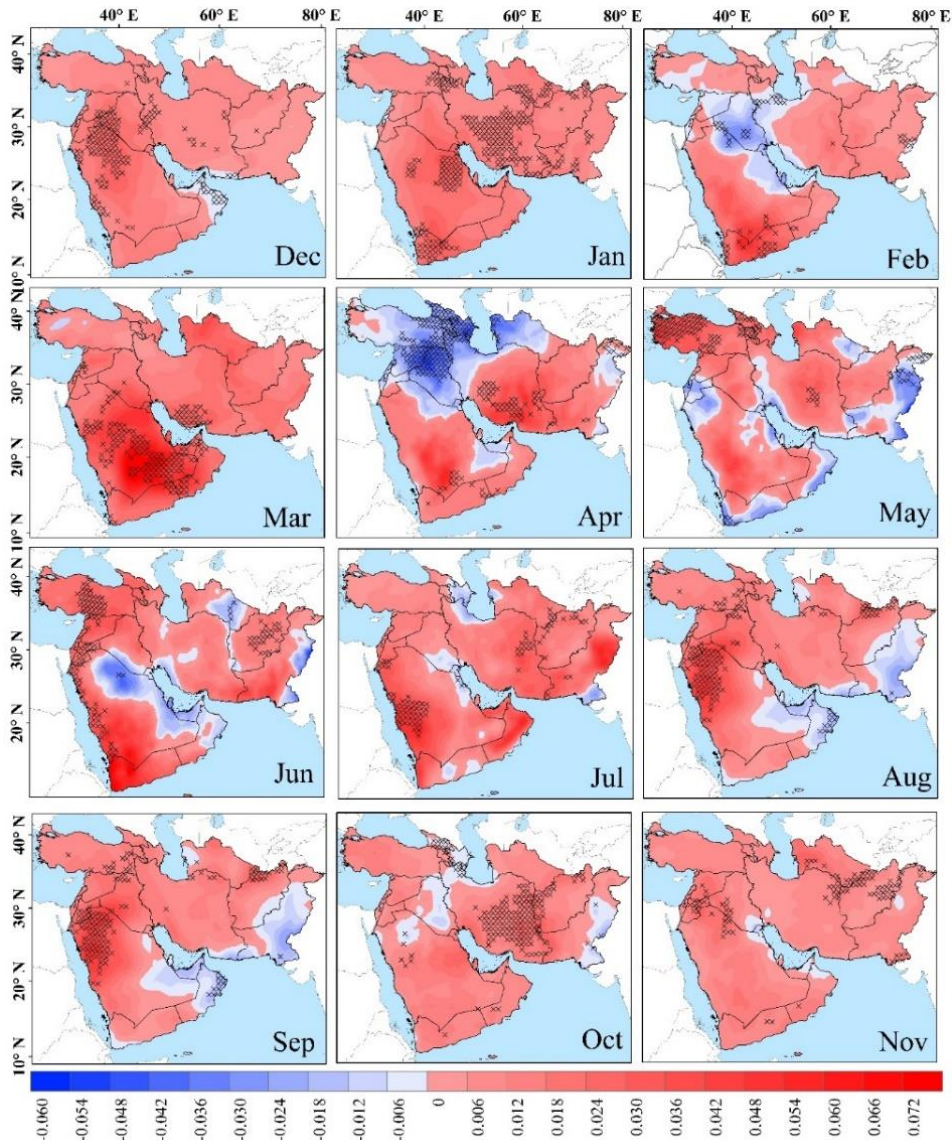 40° E 60° E 80° E 40° E 60° E 80° E 40° E 60° E 80° E
40° N
30° N
20° N
10° N
Dec Jan Feb
40° N
30° N
20° N
10° N
Mar Apr May
40° N
30° N
20° N
Jun Jul Aug
40° N
30° N
20° N
10° N
Sep Oct Nov
-0.060 -0.054 -0.048 -0.036 -0.030 -0.024 -0.018 -0.012 -0.006 0 0.006 0.012 0.018 0.024 0.030 0.036 0.042 0.048 0.054 0.060 0.066 0.072